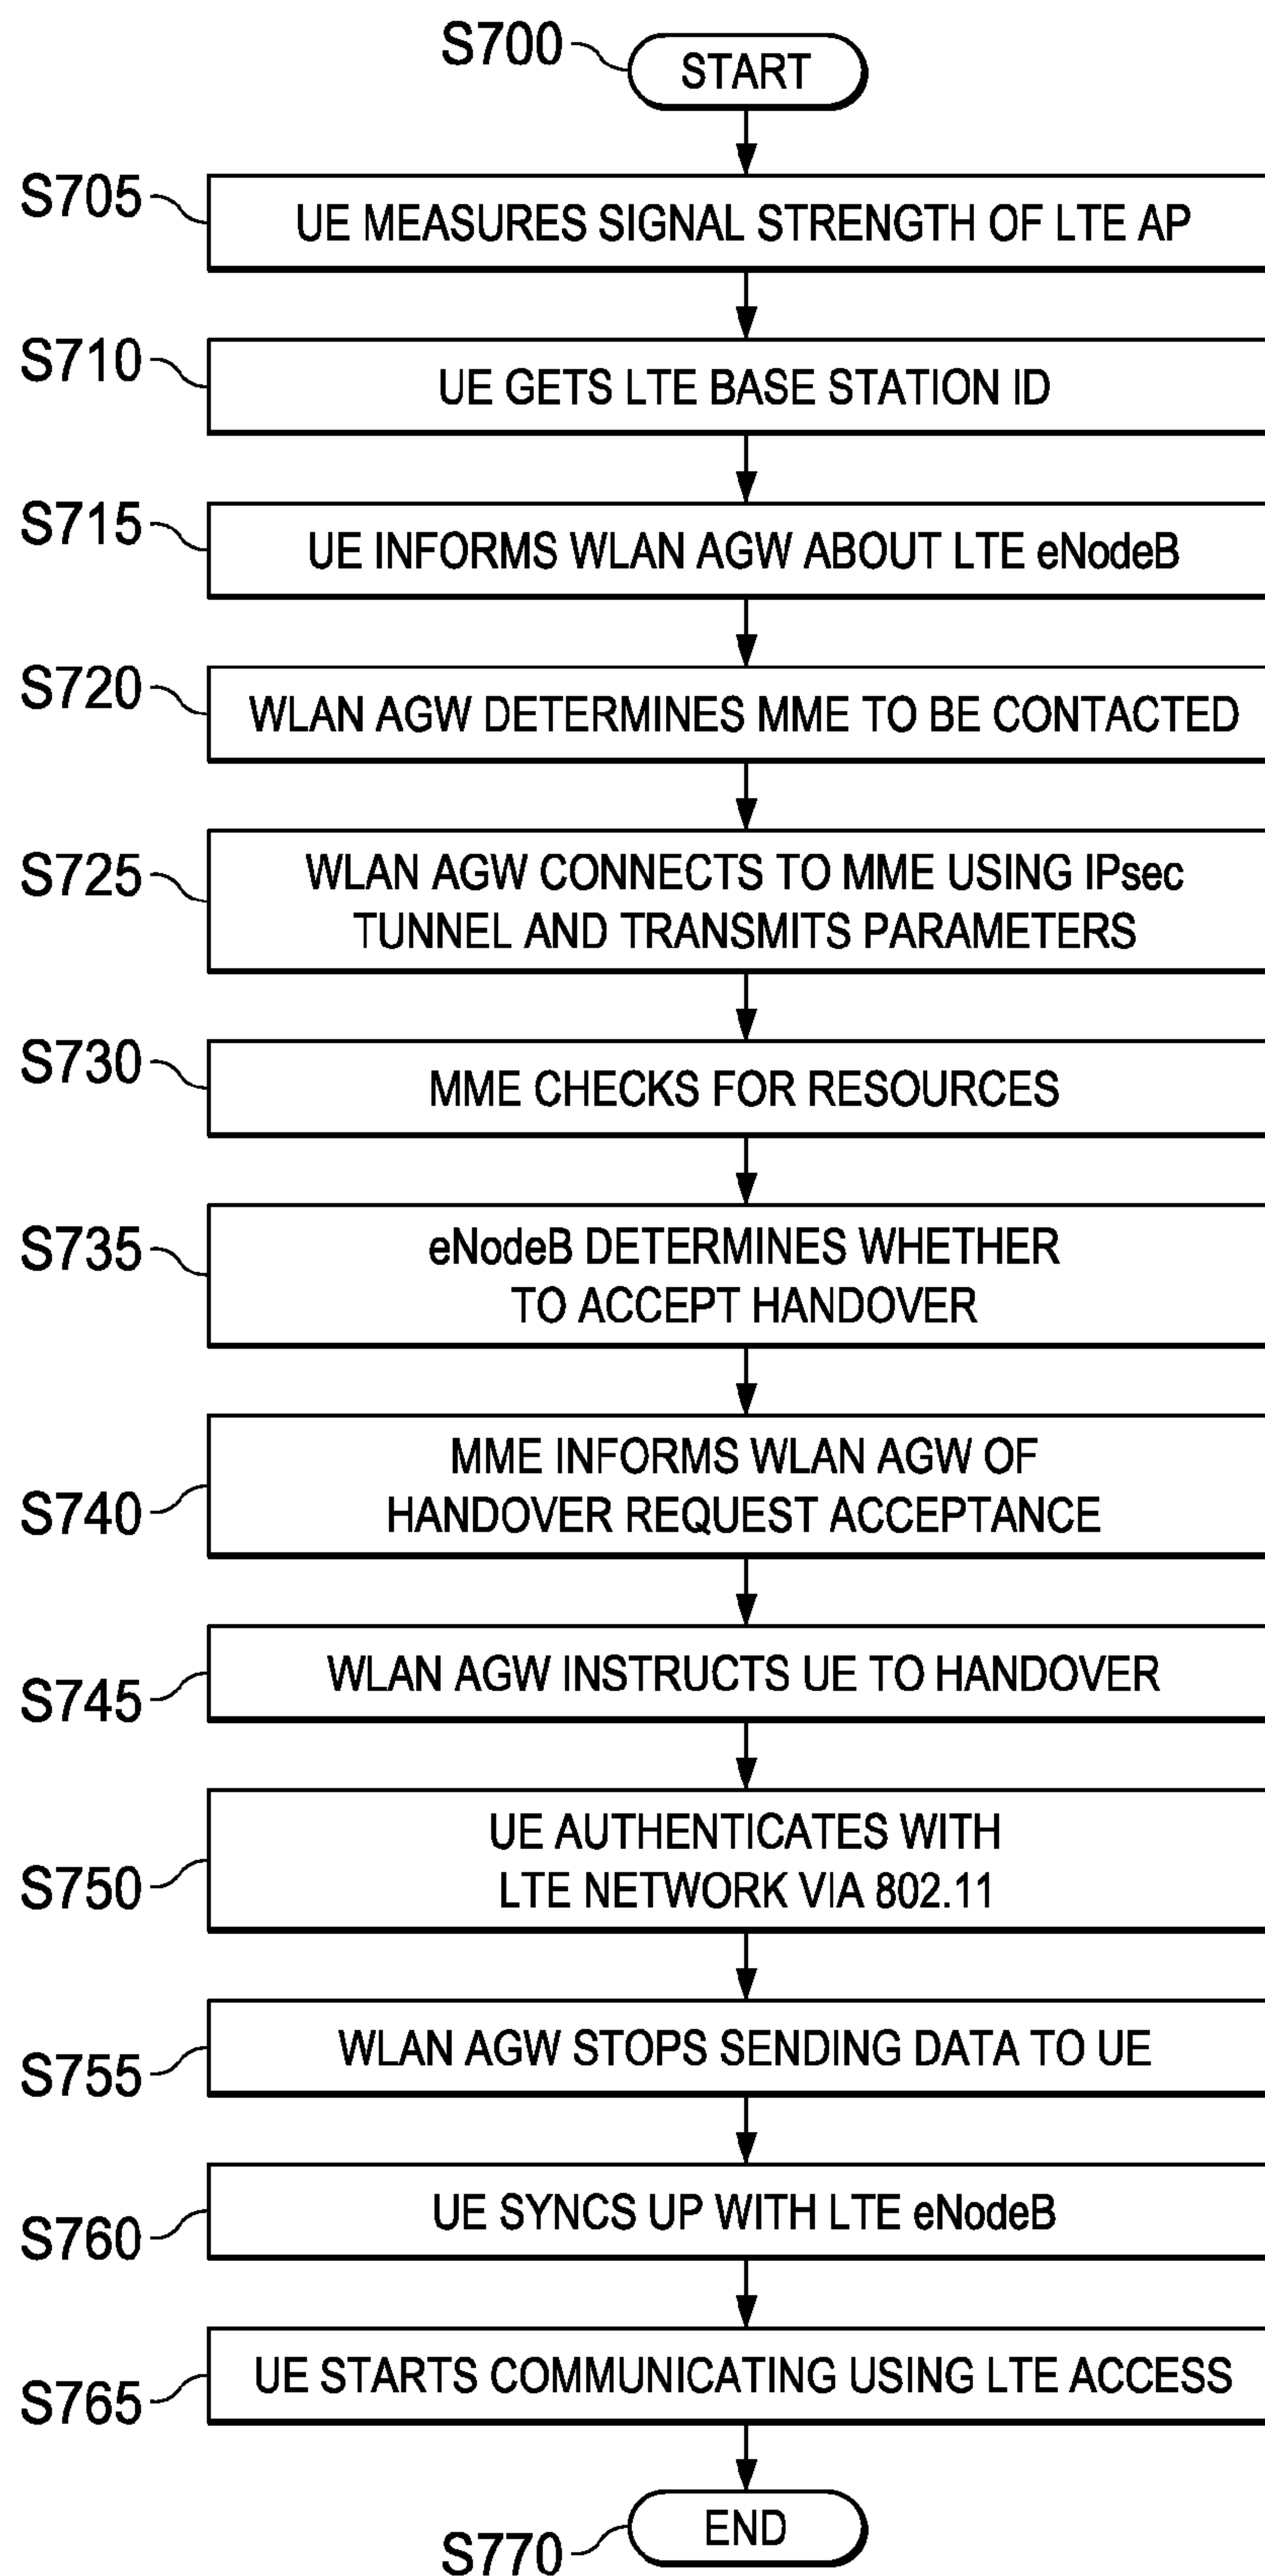 S700
START
S705
UE MEASURES SIGNAL STRENGTH OF LTE AP
S710
UE GETS LTE BASE STATION ID
S715
UE INFORMS WLAN AGW ABOUT LTE eNodeB
S720
WLAN AGW DETERMINES MME TO BE CONTACTED
S725
WLAN AGW CONNECTS TO MME USING IPsec
TUNNEL AND TRANSMITS PARAMETERS
S730
MME CHECKS FOR RESOURCES
S735
eNodeB DETERMINES WHETHER
TO ACCEPT HANDOVER
S740
MME INFORMS WLAN AGW OF
HANDOVER REQUEST ACCEPTANCE
S745
WLAN AGW INSTRUCTS UE TO HANDOVER
S750
UE AUTHENTICATES WITH
LTE NETWORK VIA 802.11
S755
WLAN AGW STOPS SENDING DATA TO UE
S760
UE SYNCS UP WITH LTE eNodeB
S765
UE STARTS COMMUNICATING USING LTE ACCESS
S770
END